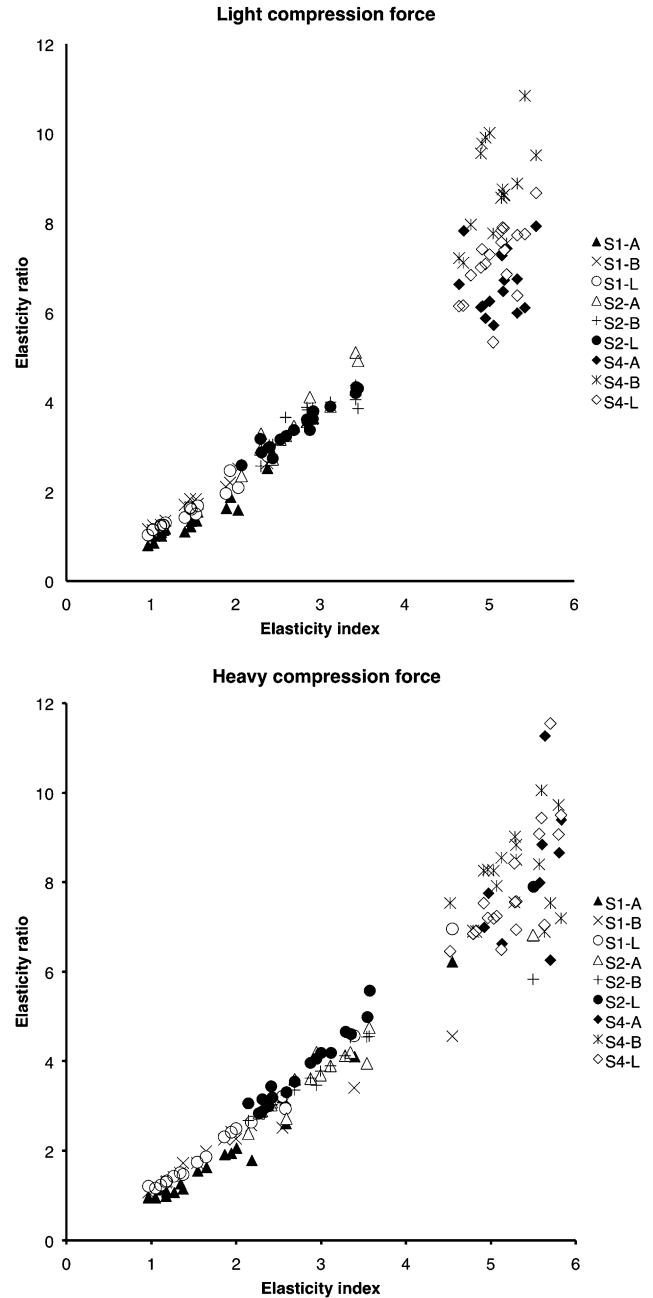 Light compression force
12
10
8
6
4
2
0
Elasticity ratio
0 1 2 3 4 5 6
Elasticity index
S1-A
S1-B
S1-L
S2-A
S2-B
S2-L
S4-A
S4-B
S4-L
Heavy compression force
12
10
8
6
4
2
0
Elasticity ratio
0 1 2 3 4 5 6
Elasticity index
S1-A
S1-B
S1-L
S2-A
S2-B
S2-L
S4-A
S4-B
S4-L